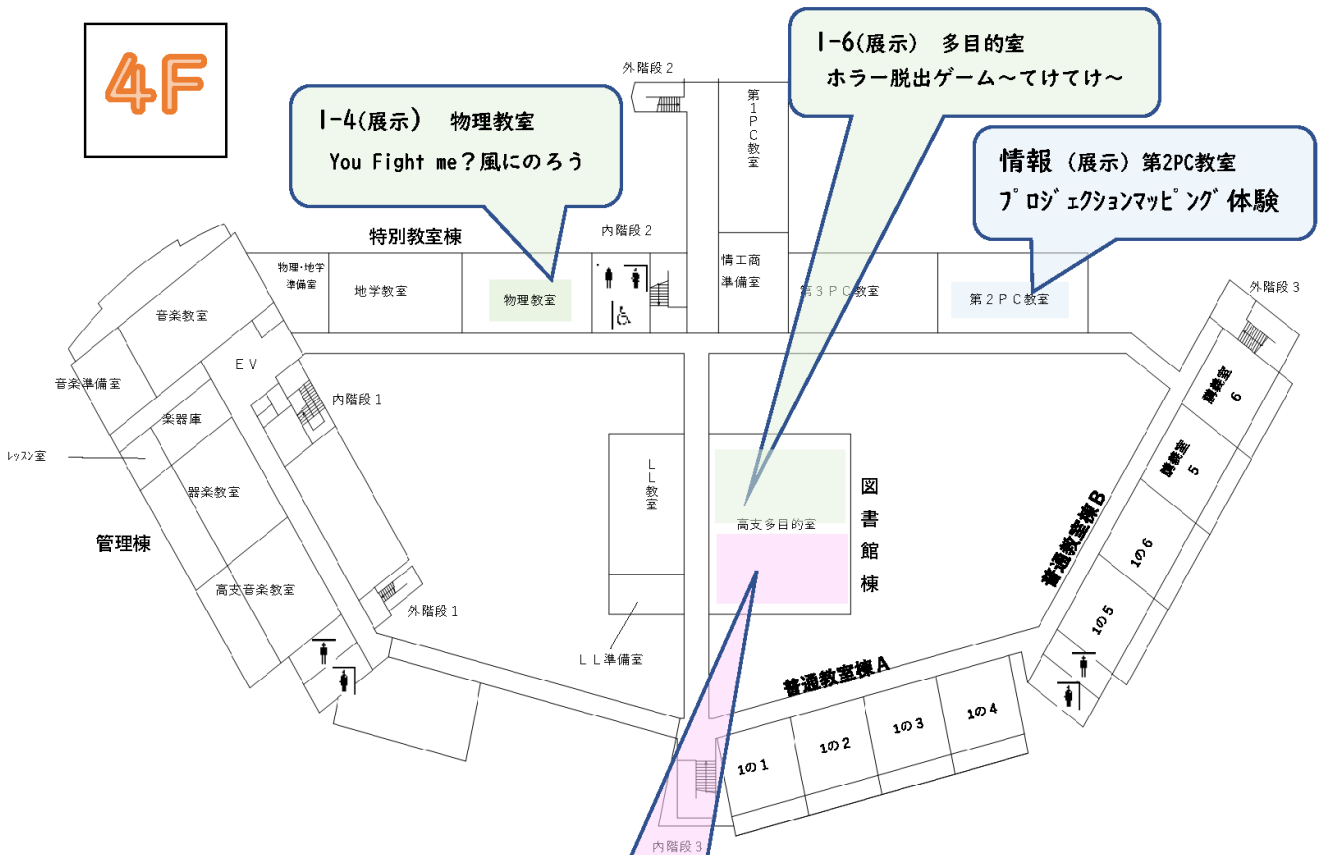 4F
1-4(展示) 物理教室
You Fight me?風にのろう
1-6(展示) 多目的室
ホラー脱出ゲーム～てけてけ～
情報 (展示) 第2PC教室
プロジェクションマッピング体験
外階段2
第1PC教室
特別教室棟
内階段2
物理・地学
準備室
地学教室
物理教室
情工商
準備室
第3PC教室
第2PC教室
外階段3
音楽教室
EV
音楽準備室
楽器庫
内階段1
レッスン室
器楽教室
管理棟
高支音楽教室
外階段1
LL教室
LL準備室
高支多目的室
図書館棟
講義室
6
講義室
5
普通教室棟B
1の6
1の5
普通教室棟A
1の1
1の2
1の3
1の4
内階段3